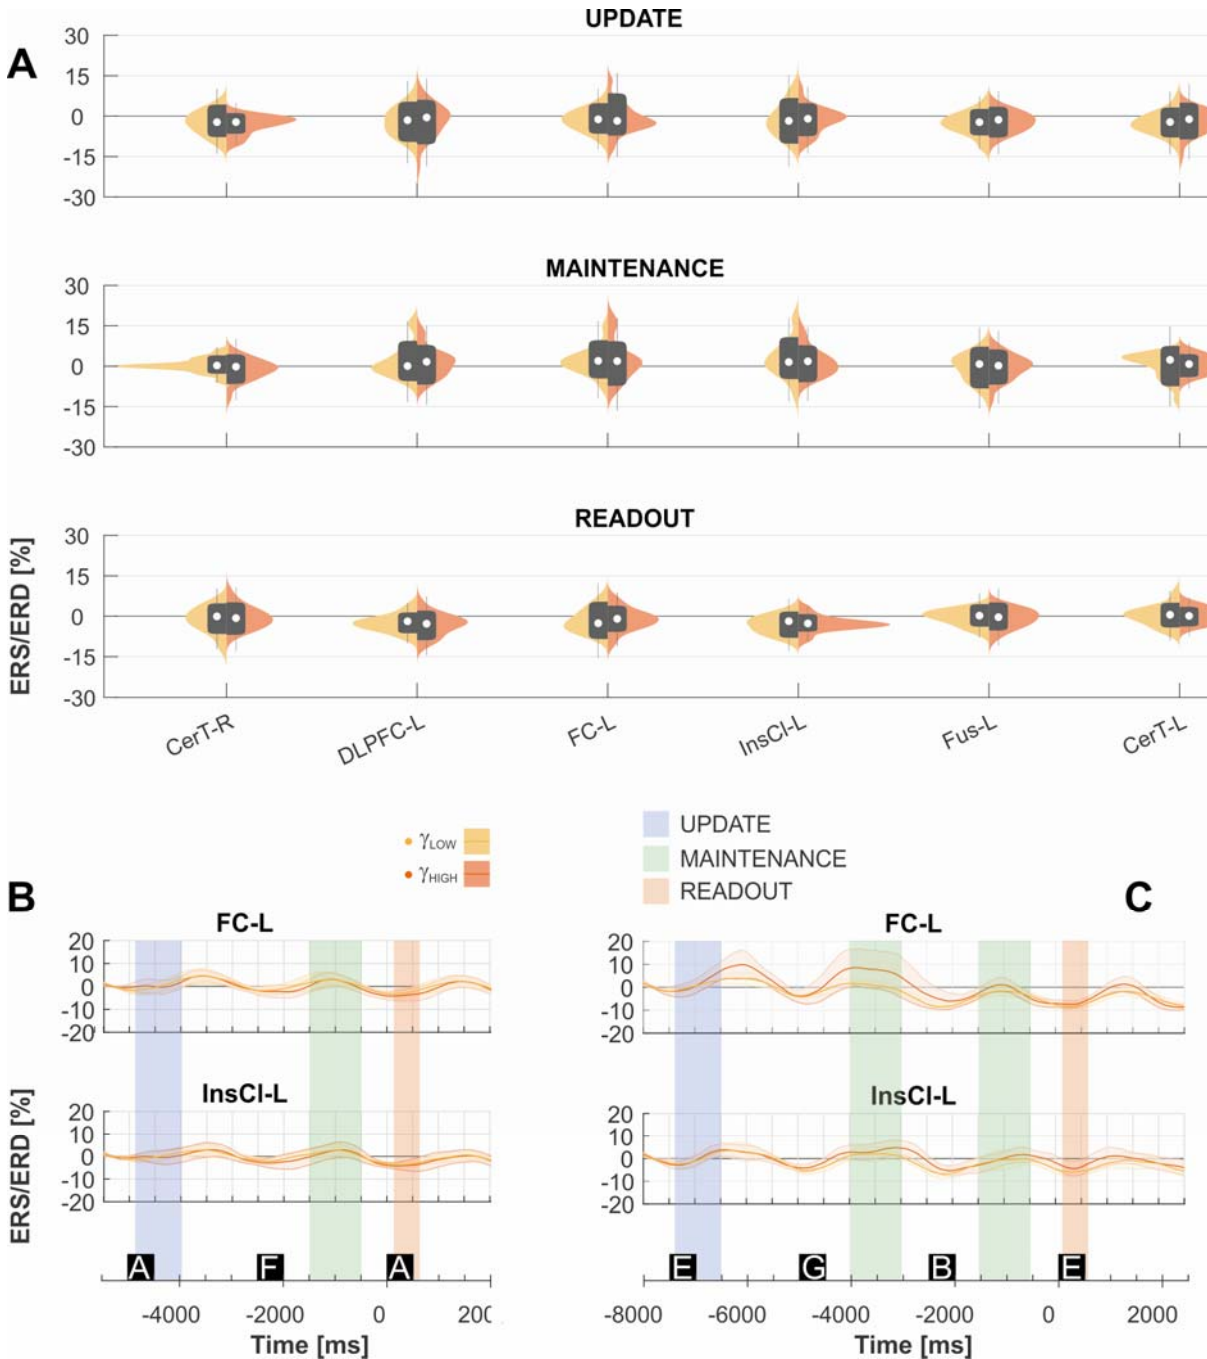 A
UPDATE
30
15
0
-15
-30
MAINTENANCE
30
15
0
-15
-30
READOUT
30
15
0
-15
-30
ERS/ERD [%]
CerT-R
DLPFC-L
FC-L
InsCl-L
Fus-L
CerT-L
γLOW
γHIGH
UPDATE
MAINTENANCE
READOUT
B
FC-L
20
10
0
-10
-20
InsCl-L
20
10
0
-10
-20
ERS/ERD [%]
A F A
-4000 -2000 0 200
Time [ms]
C
FC-L
20
10
0
-10
-20
InsCl-L
20
10
0
-10
-20
E G B E
-8000 -6000 -4000 -2000 0 2000
Time [ms]